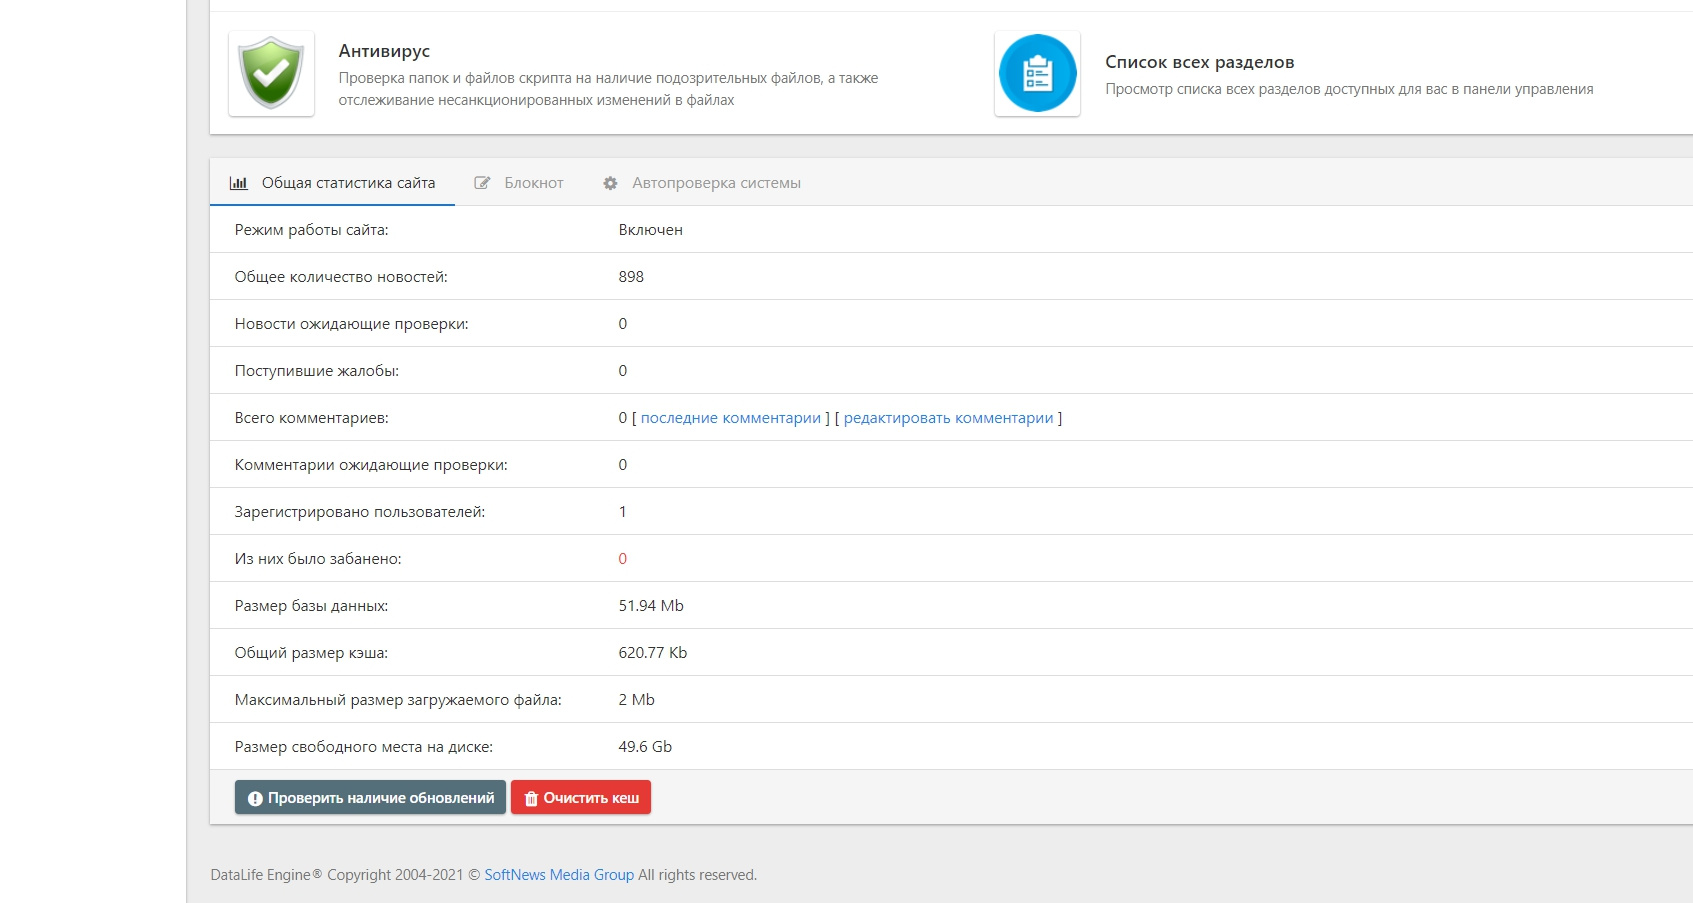 Антивирус
Проверка папок и файлов скрипта на наличие подозрительных файлов, а также
отслеживание несанкционированных изменений в файлах
Список всех разделов
Просмотр списка всех разделов доступных для вас в панели управления
Общая статистика сайта Блокнот Автопроверка системы
Режим работы сайта: Включен
Общее количество новостей: 898
Новости ожидающие проверки: 0
Поступившие жалобы: 0
Всего комментариев: 0 [ последние комментарии ] [ редактировать комментарии ]
Комментарии ожидающие проверки: 0
Зарегистрировано пользователей: 1
Из них было забанено: 0
Размер базы данных: 51.94 Mb
Общий размер кэша: 620.77 Kb
Максимальный размер загружаемого файла: 2 Mb
Размер свободного места на диске: 49.6 Gb
Проверить наличие обновлений Очистить кеш
DataLife Engine® Copyright 2004-2021 © SoftNews Media Group All rights reserved.